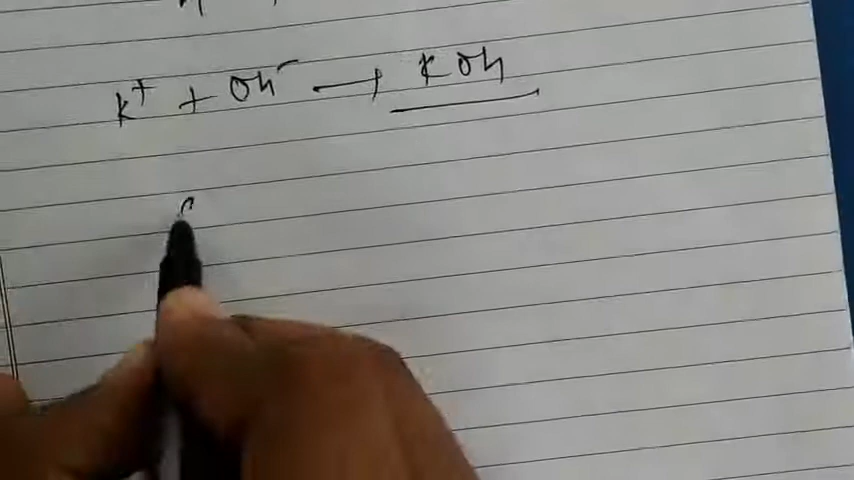 K⁺ + OH⁻ → KOH